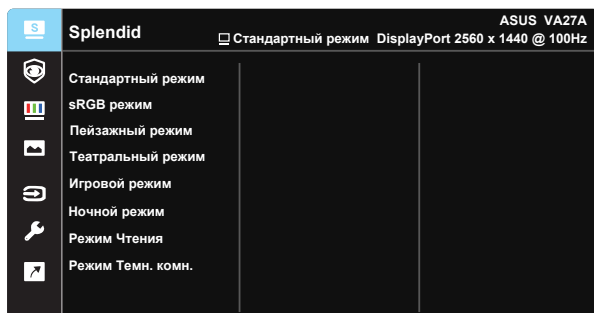 S
ASUS VA27A
Splendid
Стандартный режим DisplayPort 2560 x 1440 @ 100Hz
Стандартный режим
sRGB режим
Пейзажный режим
Театральный режим
Игровой режим
Ночной режим
Режим Чтения
Режим Темн. комн.